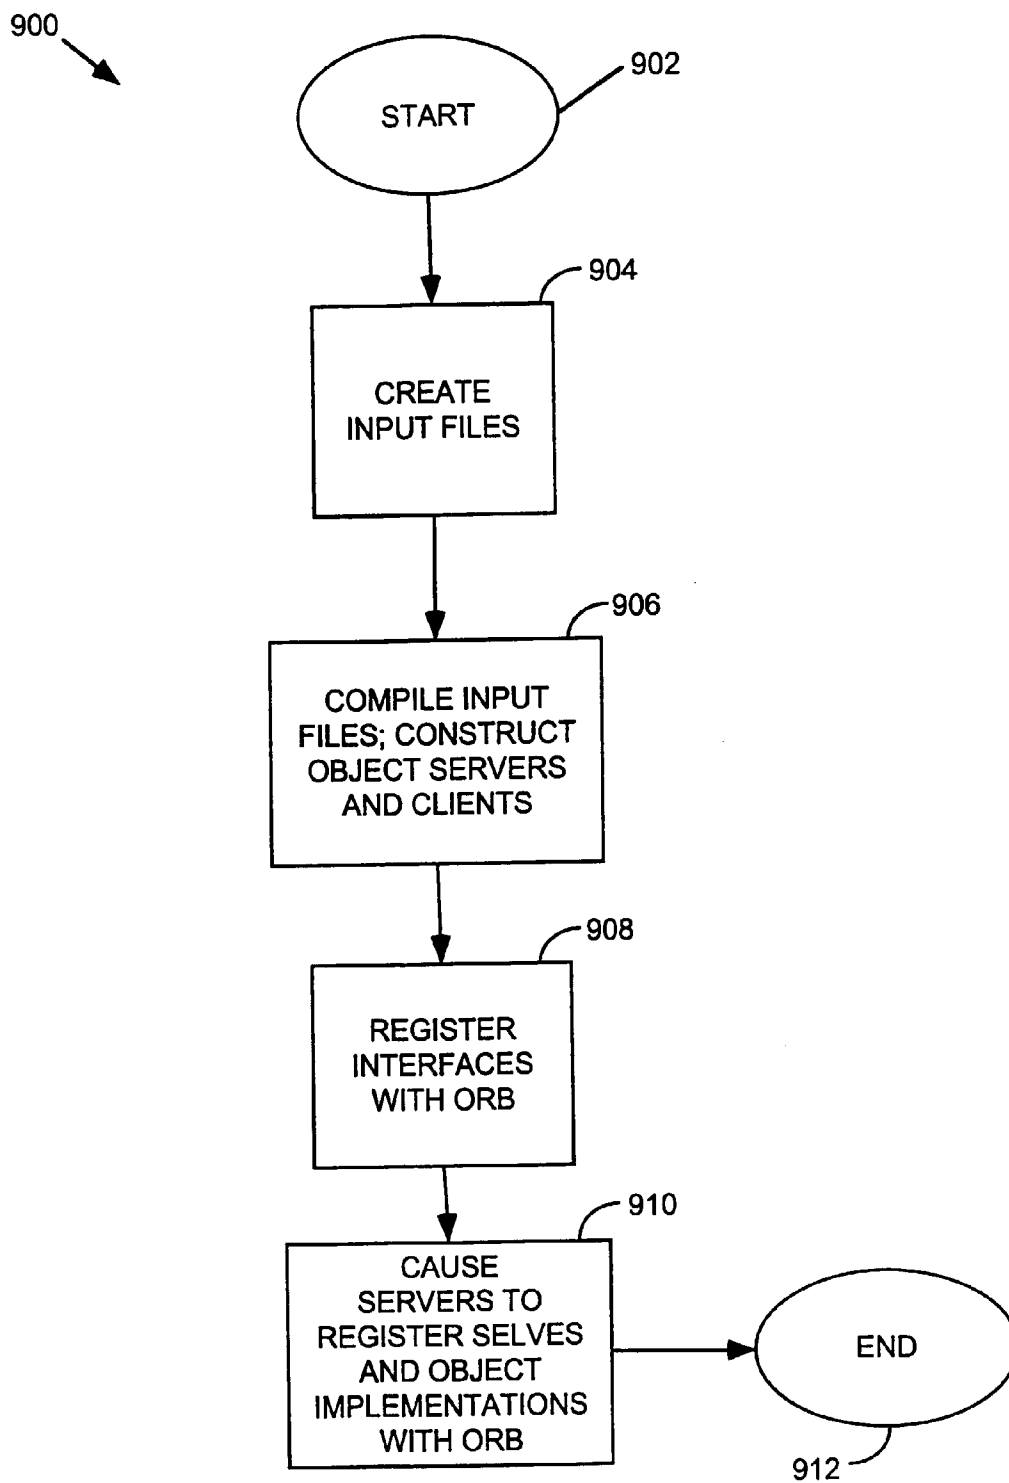 900
START
902
904
CREATE
INPUT FILES
906
COMPILE INPUT
FILES; CONSTRUCT
OBJECT SERVERS
AND CLIENTS
908
REGISTER
INTERFACES
WITH ORB
910
CAUSE
SERVERS TO
REGISTER SELVES
AND OBJECT
IMPLEMENTATIONS
WITH ORB
END
912